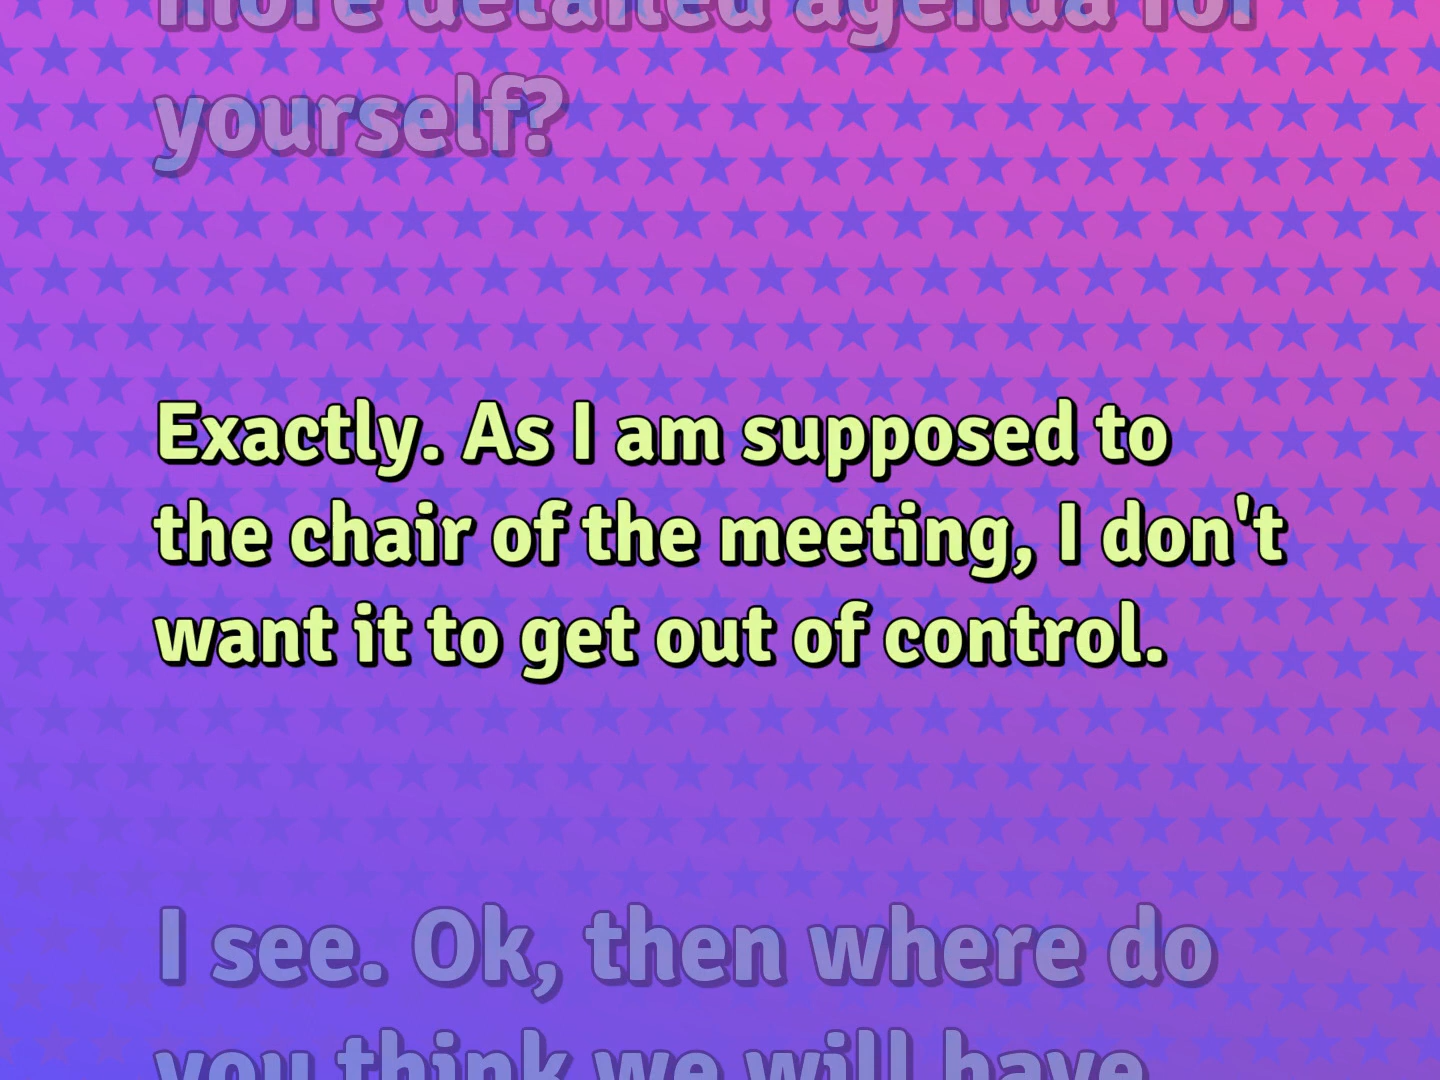 more detailed agenda for
yourself?
Exactly. As I am supposed to
the chair of the meeting, I don't
want it to get out of control.
I see. Ok, then where do
you think we will have